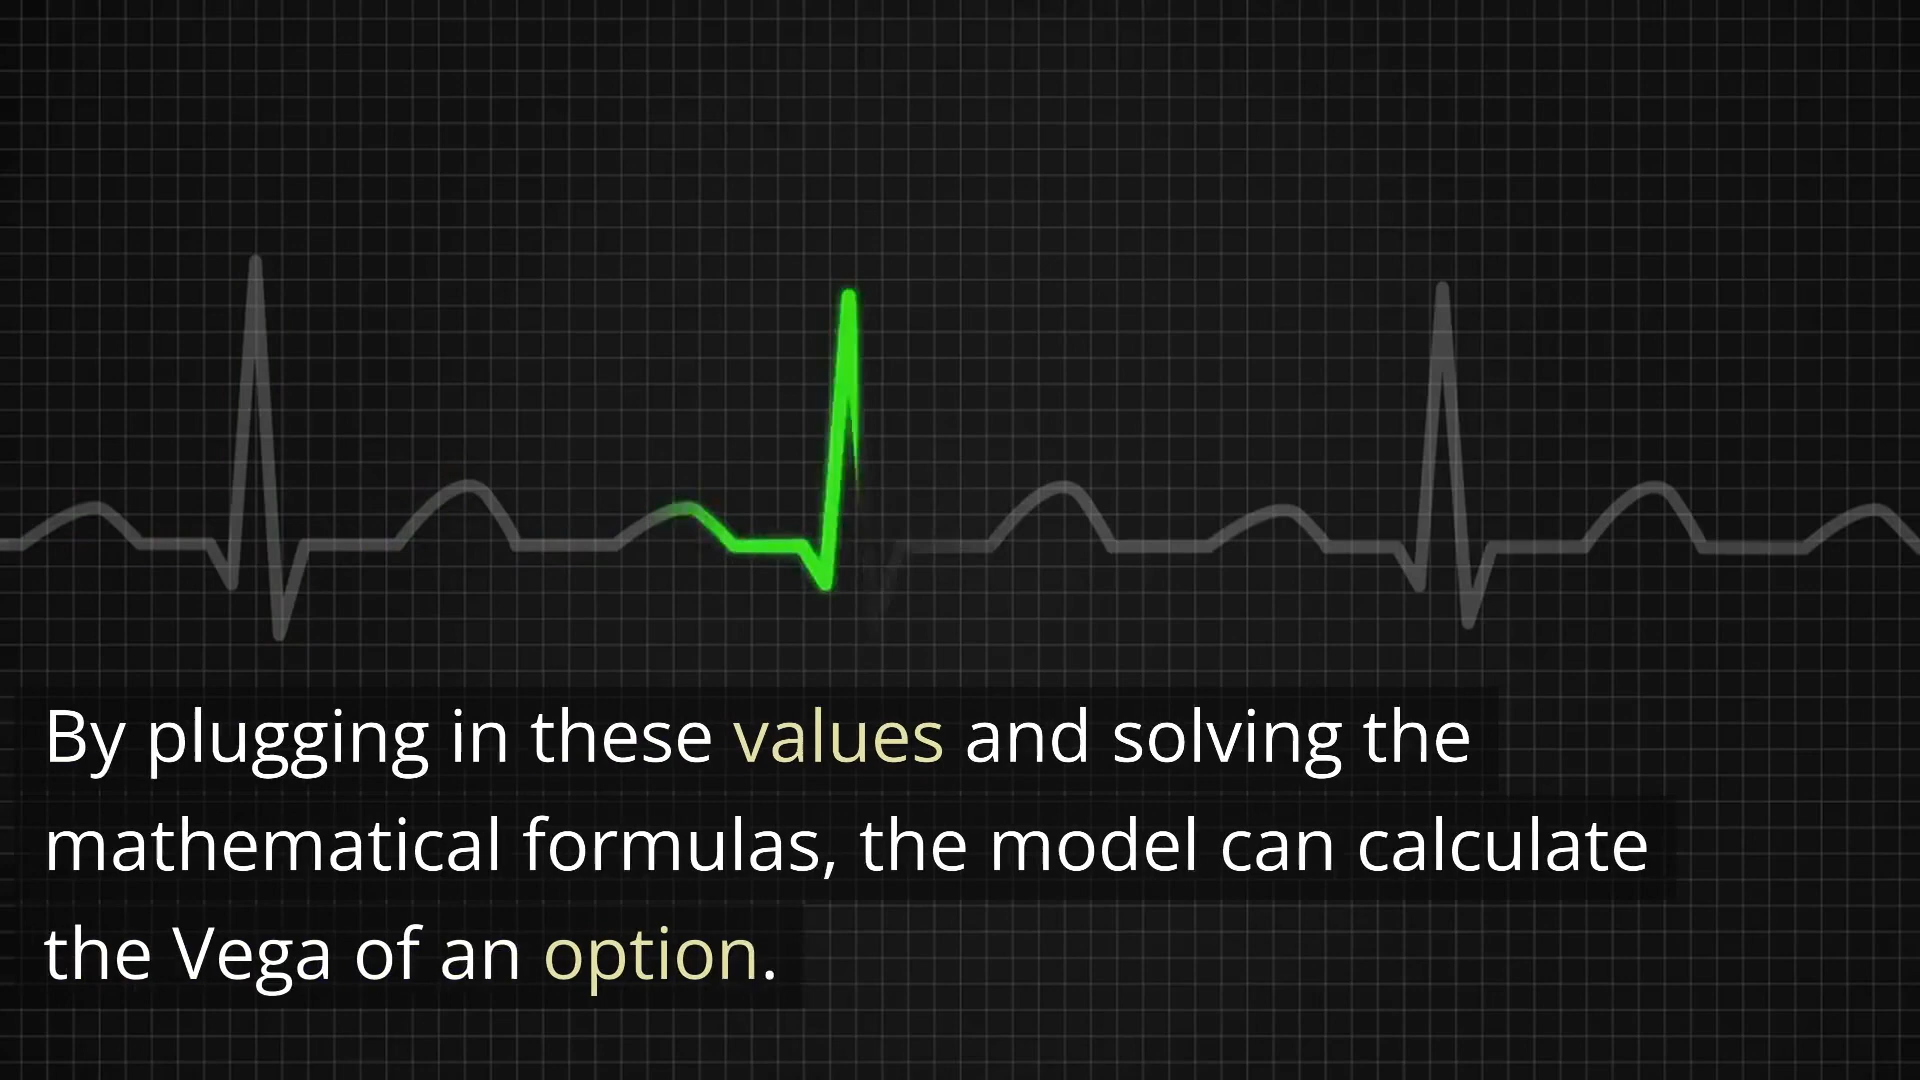 By plugging in these values and solving the
mathematical formulas, the model can calculate
the Vega of an option.